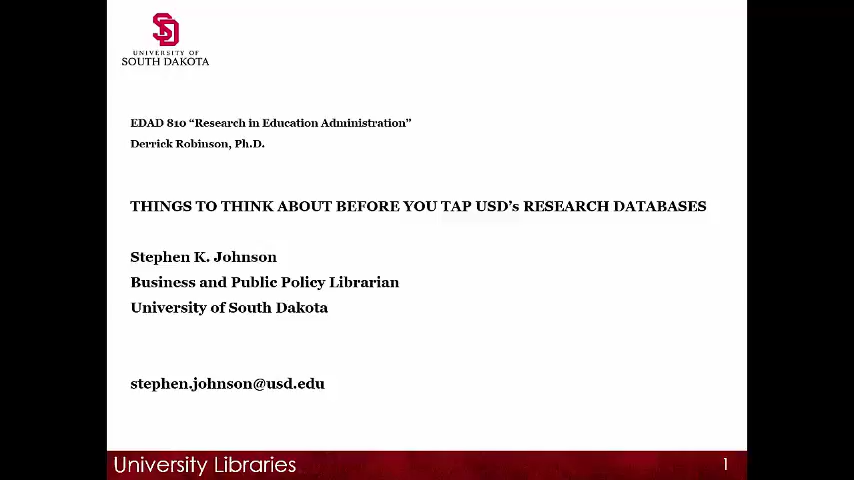 UNIVERSITY OF
SOUTH DAKOTA
EDAD 810 “Research in Education Administration”
Derrick Robinson, Ph.D.
THINGS TO THINK ABOUT BEFORE YOU TAP USD’s RESEARCH DATABASES
Stephen K. Johnson
Business and Public Policy Librarian
University of South Dakota
stephen.johnson@usd.edu
University Libraries 1